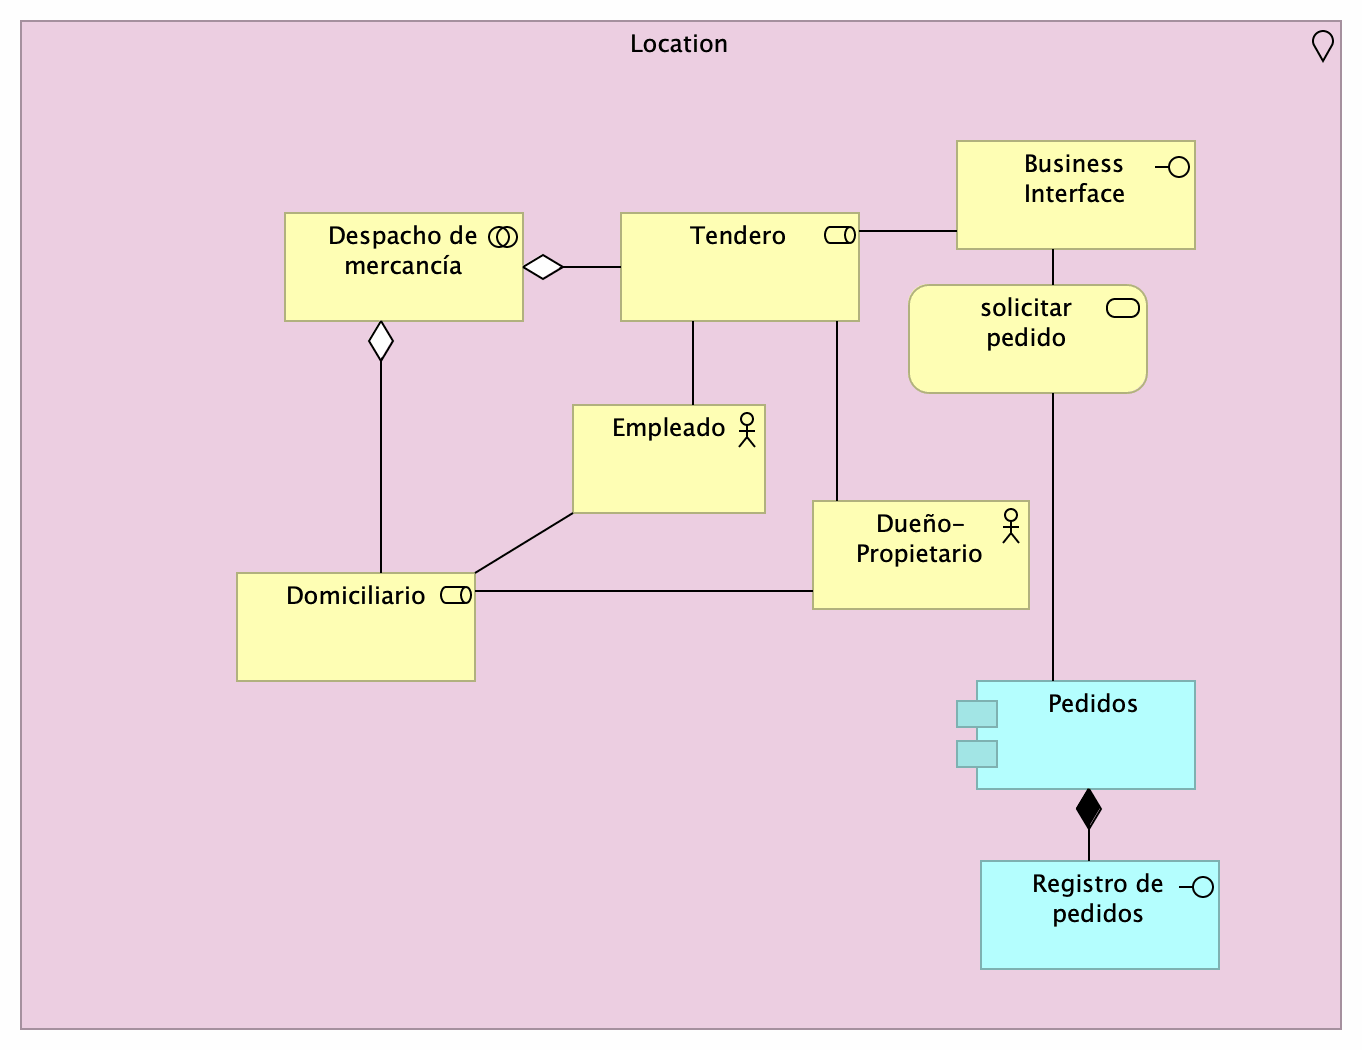 Location
Business
Interface
Despacho de
mercancía
Tendero
solicitar
pedido
Empleado
Dueño-
Propietario
Domiciliario
Pedidos
Registro de
pedidos